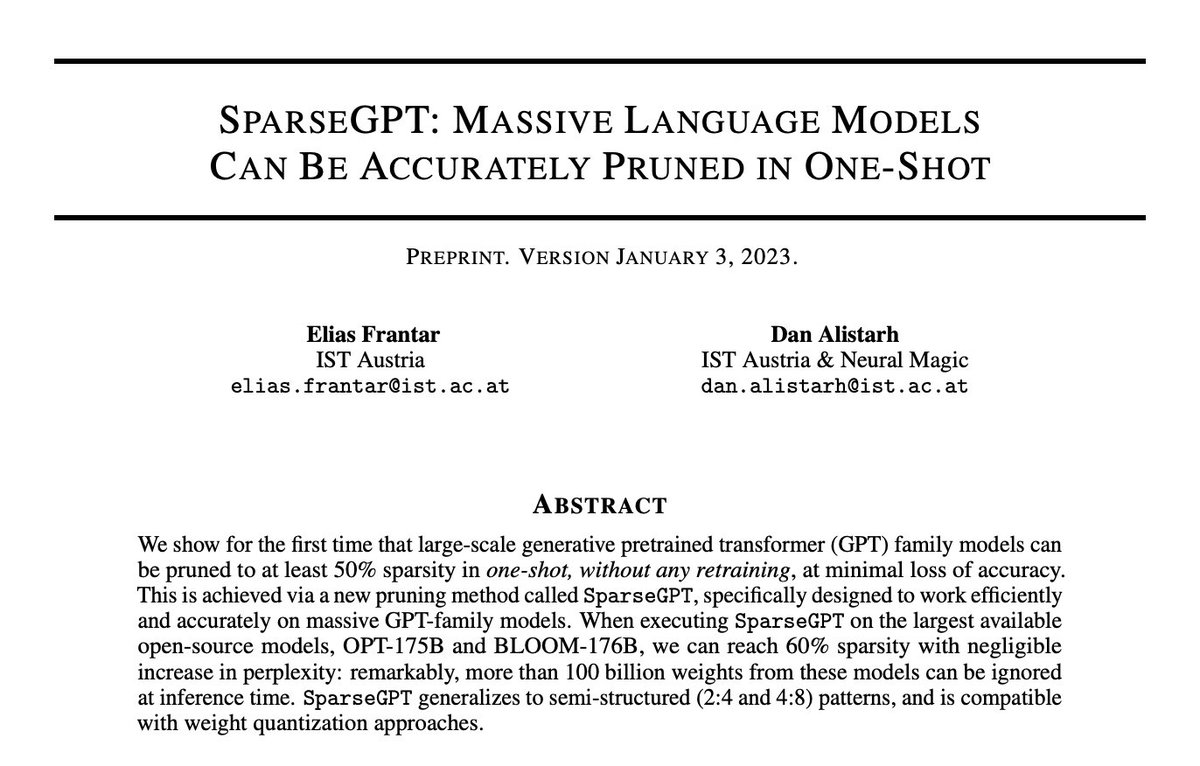 SPARSEGPT: MASSIVE LANGUAGE MODELS
CAN BE ACCURATELY PRUNED IN ONE-SHOT
PREPRINT. VERSION JANUARY 3, 2023.
Elias Frantar
IST Austria
elias.frantar@ist.ac.at
Dan Alistarh
IST Austria & Neural Magic
dan.alistarh@ist.ac.at
ABSTRACT
We show for the first time that large-scale generative pretrained transformer (GPT) family models can
be pruned to at least 50% sparsity in one-shot, without any retraining, at minimal loss of accuracy.
This is achieved via a new pruning method called SparseGPT, specifically designed to work efficiently
and accurately on massive GPT-family models. When executing SparseGPT on the largest available
open-source models, OPT-175B and BLOOM-176B, we can reach 60% sparsity with negligible
increase in perplexity: remarkably, more than 100 billion weights from these models can be ignored
at inference time. SparseGPT generalizes to semi-structured (2:4 and 4:8) patterns, and is compatible
with weight quantization approaches.